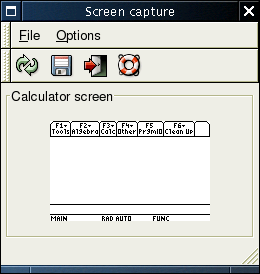 Screen capture
File Options
Calculator screen
F1 F2 F3 F4 F5 F6
Tools Algebra Calc Other PrgmIO Clean Up
MAIN RAD AUTO FUNC